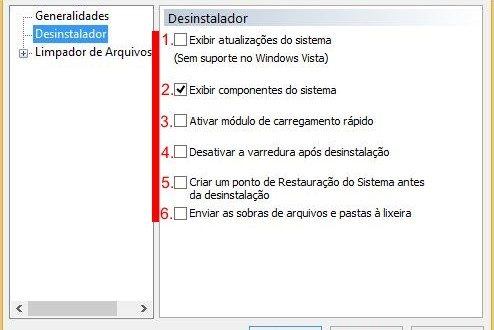 Generalidades
Desinstalador
Limpador de Arquivos
Desinstalador
1. Exibir atualizações do sistema
(Sem suporte no Windows Vista)
2. Exibir componentes do sistema
3. Ativar módulo de carregamento rápido
4. Desativar a varredura após desinstalação
5. Criar um ponto de Restauração do Sistema antes
da desinstalação
6. Enviar as sobras de arquivos e pastas à lixeira